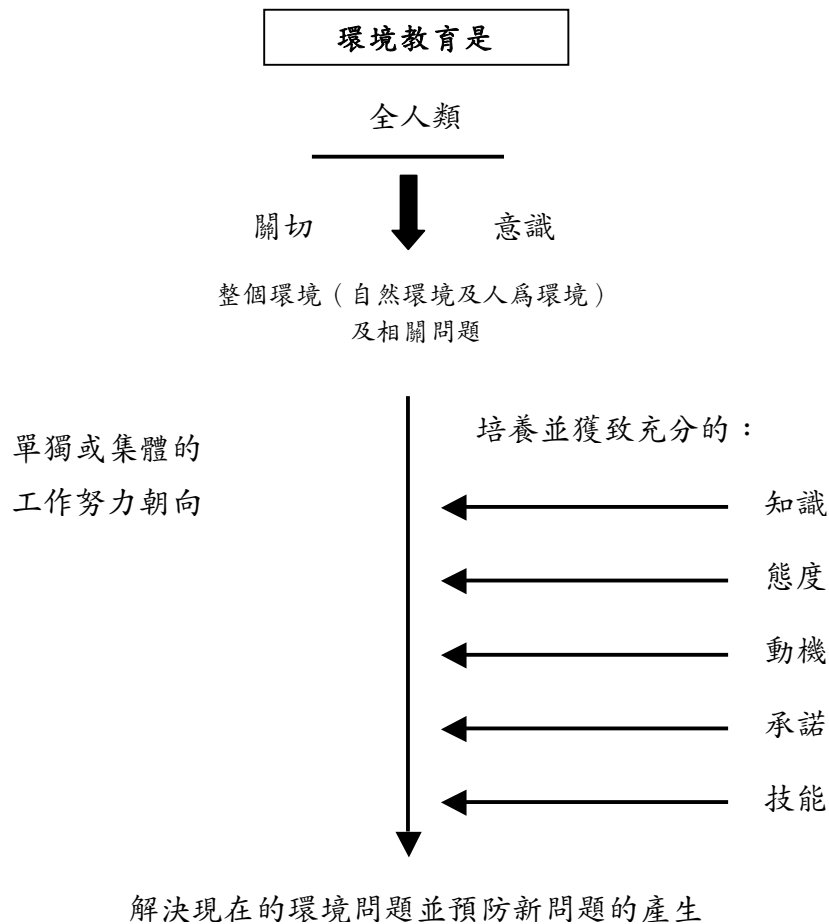 環境教育是
全人類
關切 意識
整個環境（自然環境及人為環境）
及相關問題
單獨或集體的
工作努力朝向
培養並獲致充分的：
知識
態度
動機
承諾
技能
解決現在的環境問題並預防新問題的產生